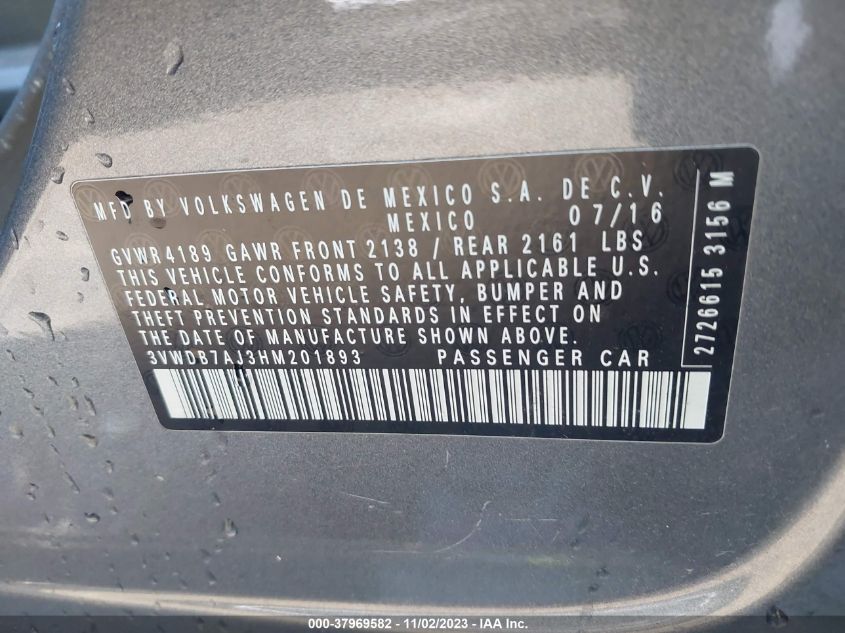 MFD BY VOLKSWAGEN DE MEXICO S.A. DE C.V.
MEXICO 07/16
GVWR 4189 GAWR FRONT 2138 / REAR 2161 LBS
THIS VEHICLE CONFORMS TO ALL APPLICABLE U.S.
FEDERAL MOTOR VEHICLE SAFETY, BUMPER AND
THEFT PREVENTION STANDARDS IN EFFECT ON
THE DATE OF MANUFACTURE SHOWN ABOVE.
3VWDB7AJ3HM201893 PASSENGER CAR
2726615 3156 M
000-37969582 - 11/02/2023 - IAA Inc.